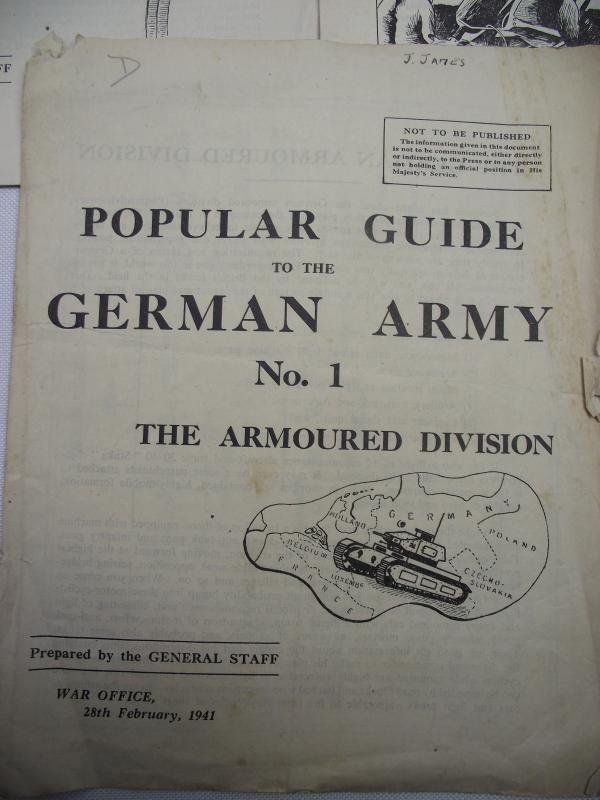 FF
D
J. JAMES
NOT TO BE PUBLISHED
The information given in this document
is not to be communicated, either directly
or indirectly, to the Press or to any person
not holding an official position in His
Majesty's Service.
POPULAR GUIDE
TO THE
GERMAN ARMY
No. 1
THE ARMOURED DIVISION
GERMANY
HOLLAND
POLAND
BELGIUM
CZECHO-
SLOVAKIA
LUXEMBG
FRANCE
Prepared by the GENERAL STAFF
WAR OFFICE,
28th February, 1941